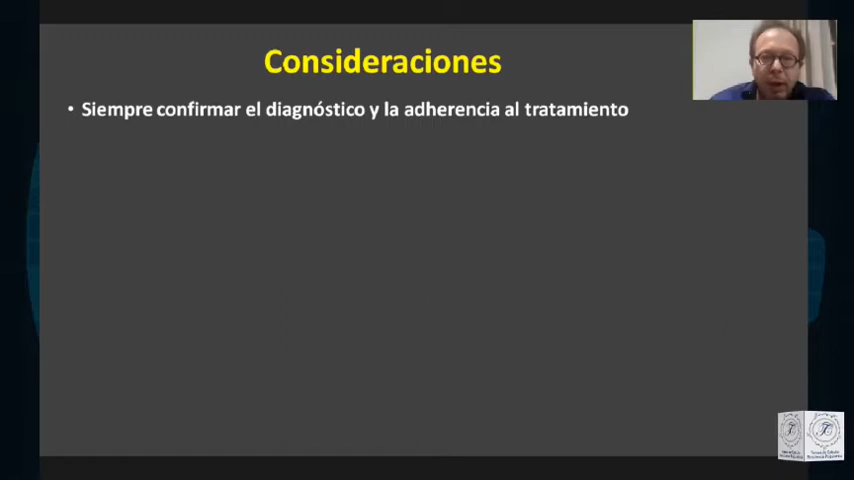 Consideraciones
• Siempre confirmar el diagnóstico y la adherencia al tratamiento